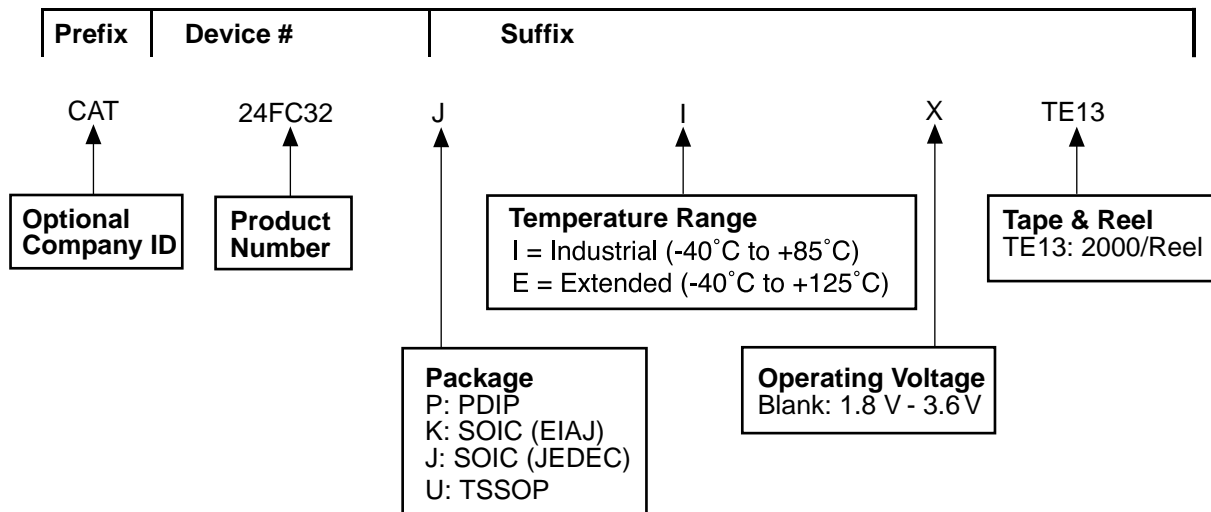 Prefix Device # Suffix
CAT 24FC32 J I X TE13
Optional
Company ID
Product
Number
Temperature Range
I = Industrial (-40˚C to +85˚C)
E = Extended (-40˚C to +125˚C)
Tape & Reel
TE13: 2000/Reel
Package
P: PDIP
K: SOIC (EIAJ)
J: SOIC (JEDEC)
U: TSSOP
Operating Voltage
Blank: 1.8 V - 3.6 V